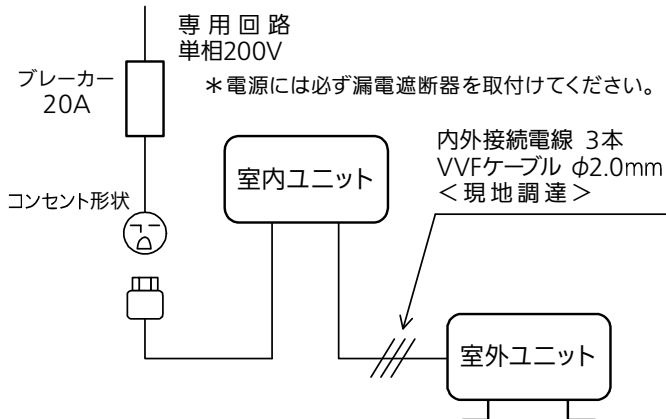 専用回路
単相200V
ブレーカー
20A
＊電源には必ず漏電遮断器を取付けてください。
内外接続電線 3本
VVFケーブル φ2.0mm
＜現地調達＞
室内ユニット
コンセント形状
室外ユニット